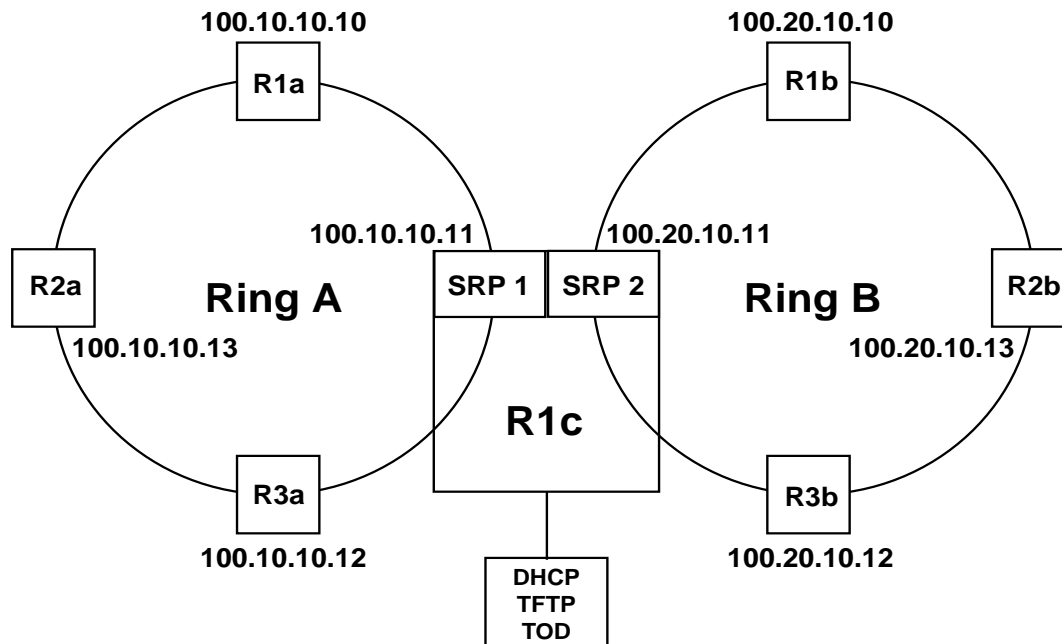 100.10.10.10
100.20.10.10
R1a
R1b
100.10.10.11
100.20.10.11
R2a
Ring A
SRP 1
SRP 2
Ring B
R2b
100.10.10.13
100.20.10.13
R1c
R3a
R3b
100.10.10.12
100.20.10.12
DHCP
TFTP
TOD